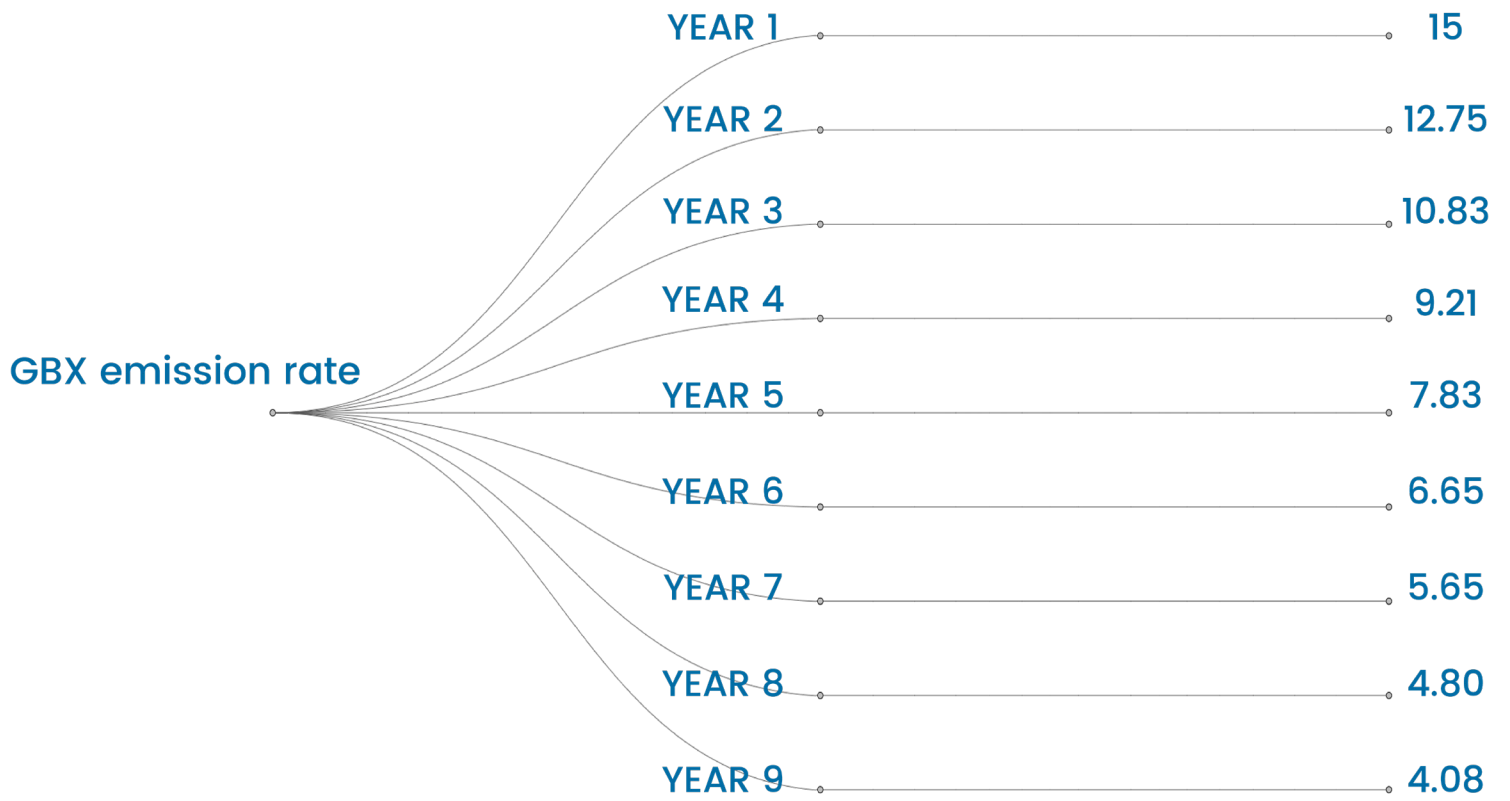 YEAR 1 15
YEAR 2 12.75
YEAR 3 10.83
YEAR 4 9.21
GBX emission rate
YEAR 5 7.83
YEAR 6 6.65
YEAR 7 5.65
YEAR 8 4.80
YEAR 9 4.08